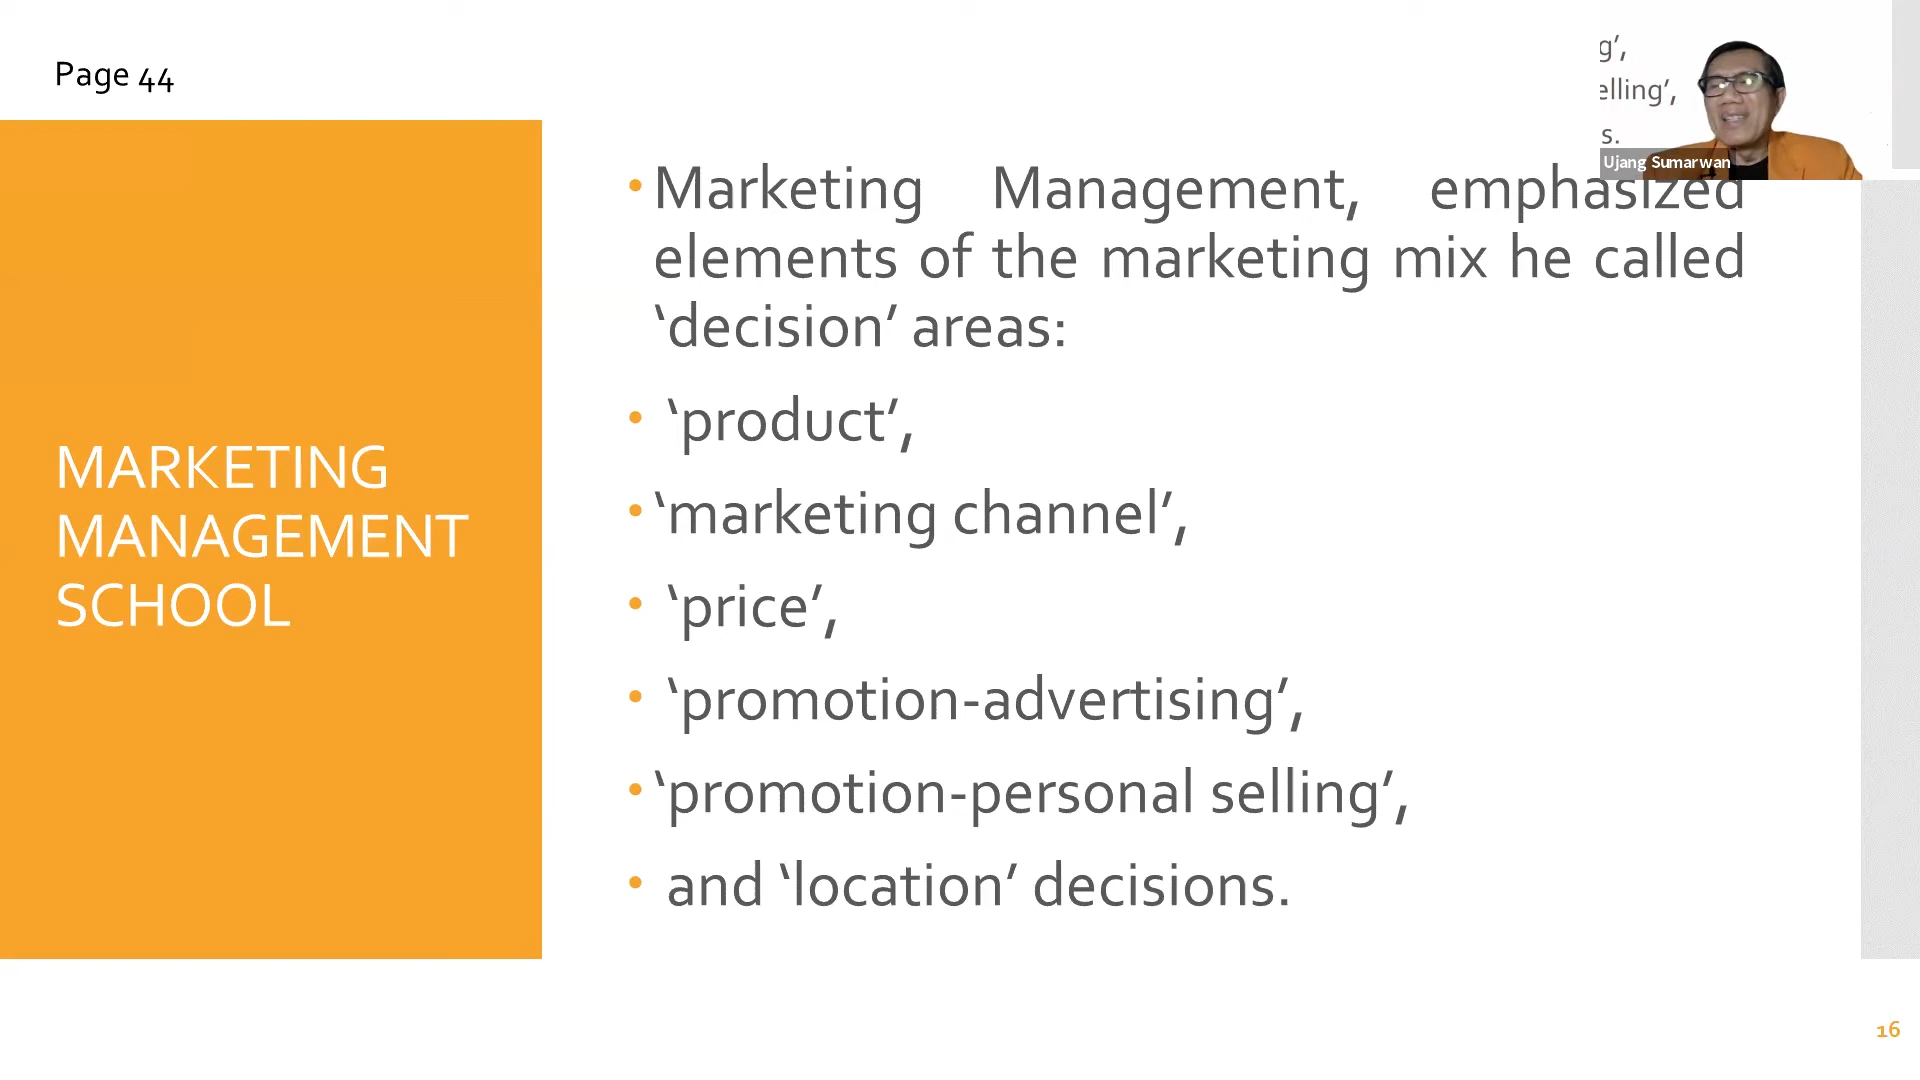 Page 44
g’,
elling’,
s.
Ujang Sumarwan
MARKETING
MANAGEMENT
SCHOOL
• Marketing Management, emphasized
elements of the marketing mix he called
‘decision’ areas:
• ‘product’,
• ‘marketing channel’,
• ‘price’,
• ‘promotion-advertising’,
• ‘promotion-personal selling’,
• and ‘location’ decisions.
16